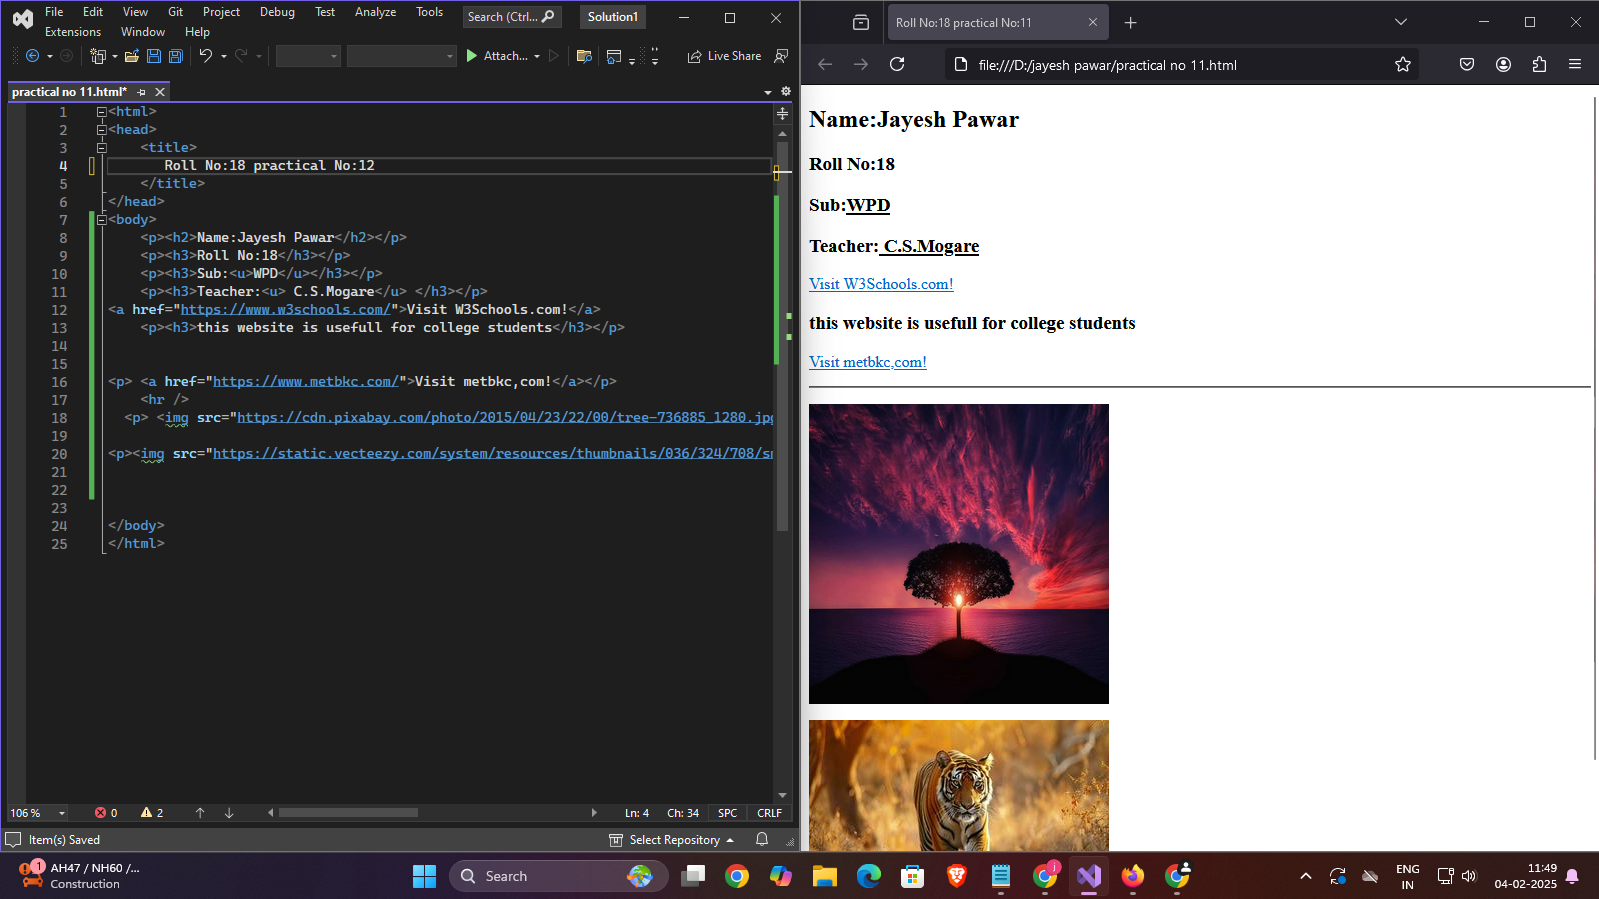 File Edit View Git Project Debug Test Analyze Tools Search (Ctrl... Solution1
Extensions Window Help
Attach... Live Share
practical no 11.html*
1 <html>
2 <head>
3 <title>
4 Roll No:18 practical No:12
5 </title>
6 </head>
7 <body>
8 <p><h2>Name:Jayesh Pawar</h2></p>
9 <p><h3>Roll No:18</h3></p>
10 <p><h3>Sub:<u>WPD</u></h3></p>
11 <p><h3>Teacher:<u> C.S.Mogare</u> </h3></p>
12 <a href="https://www.w3schools.com/">Visit W3Schools.com!</a>
13 <p><h3>this website is usefull for college students</h3></p>
14
15
16 <p> <a href="https://www.metbkc.com/">Visit metbkc,com!</a></p>
17 <hr />
18 <p> <img src="https://cdn.pixabay.com/photo/2015/04/23/22/00/tree-736885_1280.jpg
19
20 <p><img src="https://static.vecteezy.com/system/resources/thumbnails/036/324/708/sm
21
22
23
24 </body>
25 </html>
106 % 0 2 Ln: 4 Ch: 34 SPC CRLF
Item(s) Saved Select Repository
Roll No:18 practical No:11
file:///D:/jayesh pawar/practical no 11.html
Name:Jayesh Pawar
Roll No:18
Sub:WPD
Teacher: C.S.Mogare
Visit W3Schools.com!
this website is usefull for college students
Visit metbkc,com!
1
AH47 / NH60 /...
Construction
Search
j
ENG
IN
11:49
04-02-2025